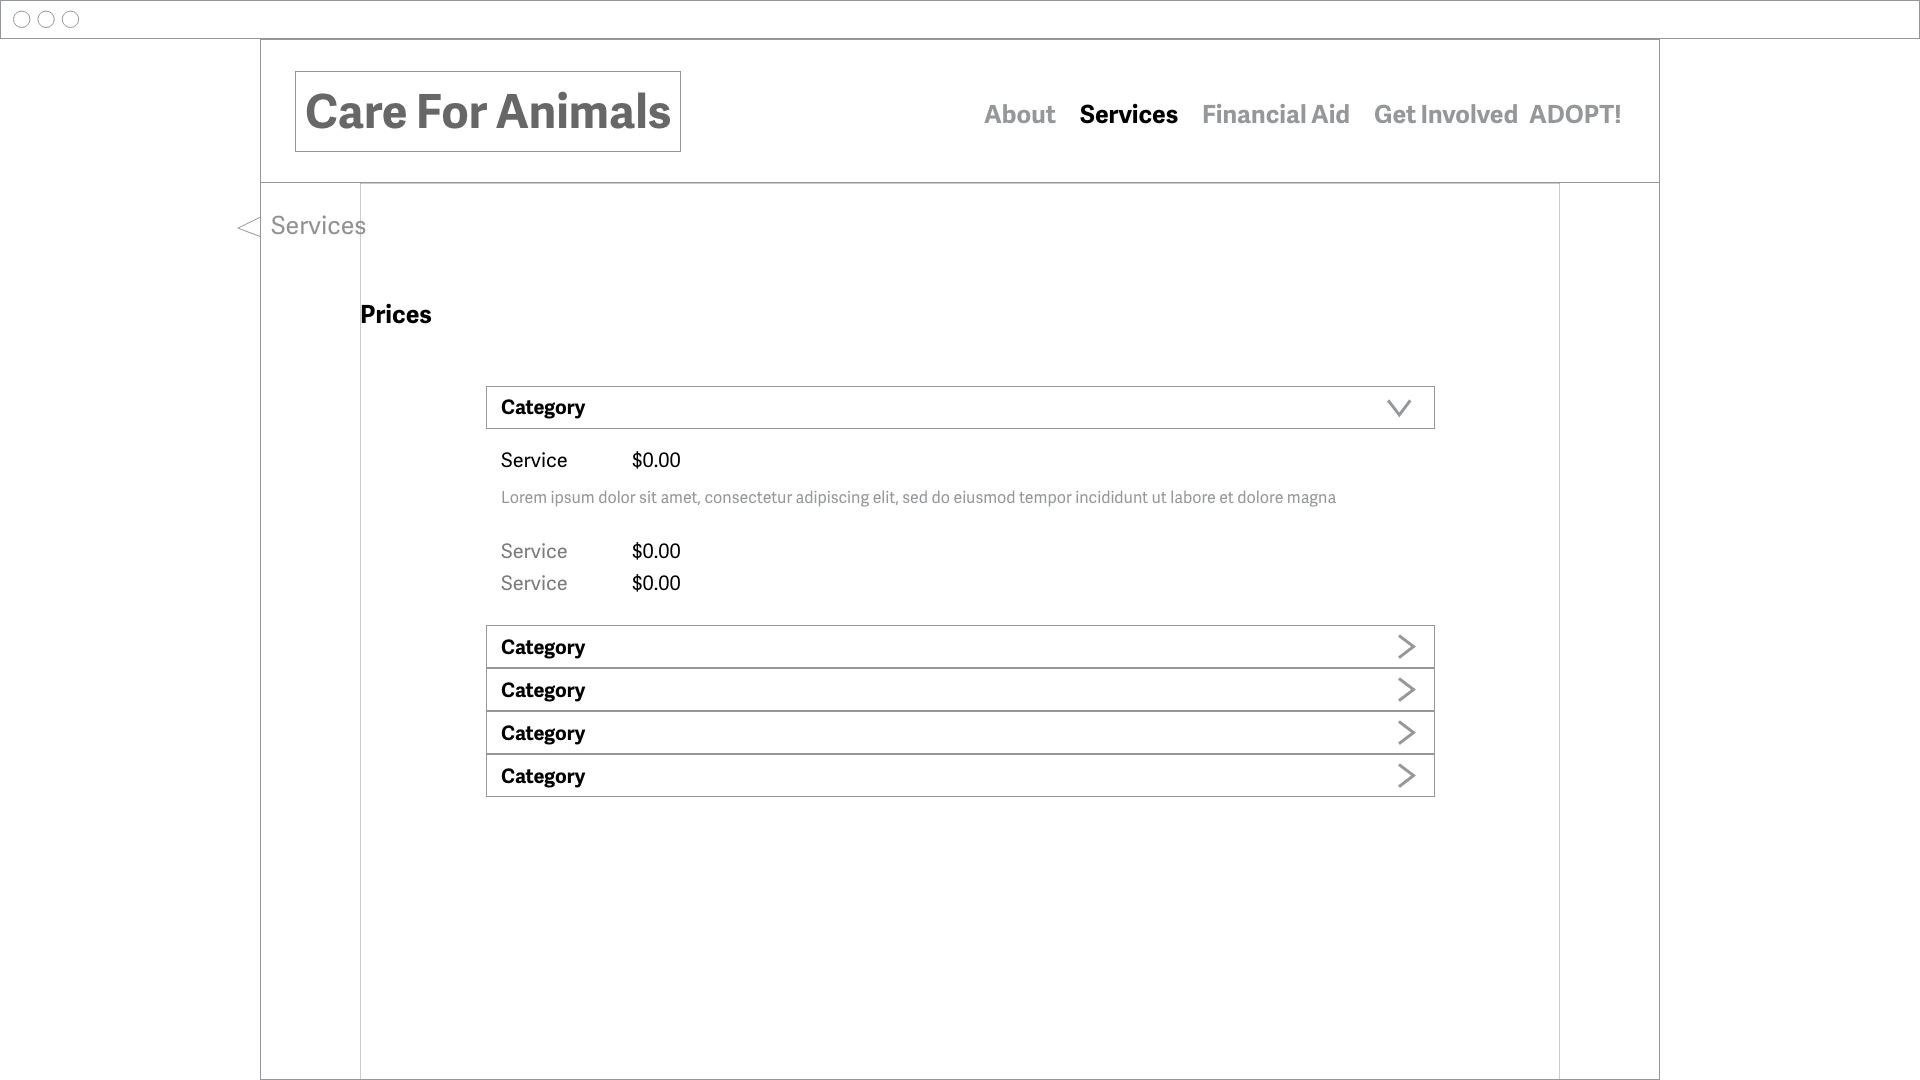 Care For Animals
About Services Financial Aid Get Involved ADOPT!
Services
Prices
Category
Service $0.00
Lorem ipsum dolor sit amet, consectetur adipiscing elit, sed do eiusmod tempor incididunt ut labore et dolore magna
Service $0.00
Service $0.00
Category
Category
Category
Category